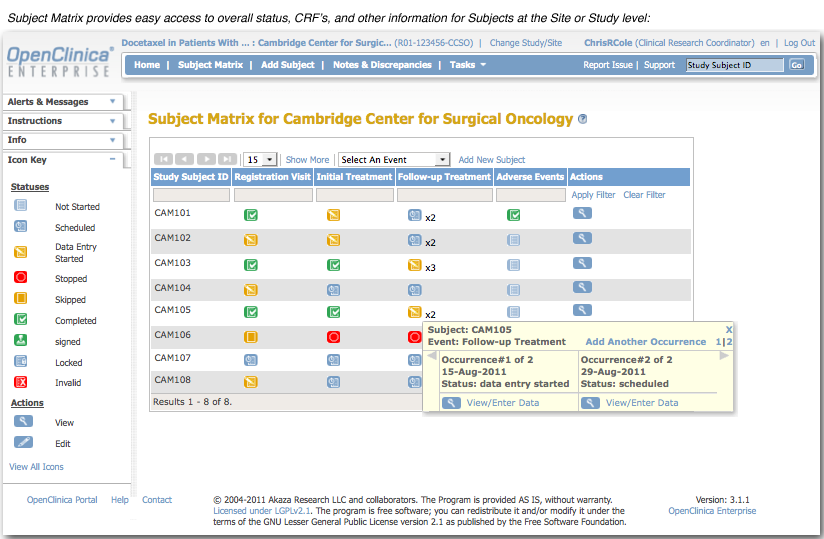 Subject Matrix provides easy access to overall status, CRF's, and other information for Subjects at the Site or Study level:
OpenClinica
ENTERPRISE
Docetaxel in Patients With ... : Cambridge Center for Surgic... (R01-123456-CCSO) | Change Study/Site
ChrisRCole (Clinical Research Coordinator) en | Log Out
Home | Subject Matrix | Add Subject | Notes & Discrepancies | Tasks
Report Issue | Support Study Subject ID Go
Alerts & Messages
Instructions
Info
Icon Key
Statuses
Not Started
Scheduled
Data Entry
Started
Stopped
Skipped
Completed
signed
Locked
Invalid
Actions
View
Edit
View All Icons
Subject Matrix for Cambridge Center for Surgical Oncology ?
15 | Show More | Select An Event Add New Subject
Study Subject ID Registration Visit Initial Treatment Follow-up Treatment Adverse Events Actions
Apply Filter Clear Filter
CAM101 x2
CAM102 x2
CAM103 x3
CAM104
CAM105 x2
CAM106
CAM107
CAM108
Results 1 - 8 of 8.
Subject: CAM105 X
Event: Follow-up Treatment Add Another Occurrence 1|2
Occurrence#1 of 2
15-Aug-2011
Status: data entry started
View/Enter Data
Occurrence#2 of 2
29-Aug-2011
Status: scheduled
View/Enter Data
OpenClinica Portal Help Contact
© 2004-2011 Akaza Research LLC and collaborators. The Program is provided AS IS, without warranty.
Licensed under LGPLv2.1. The program is free software; you can redistribute it and/or modify it under the
terms of the GNU Lesser General Public License version 2.1 as published by the Free Software Foundation.
Version: 3.1.1
OpenClinica Enterprise